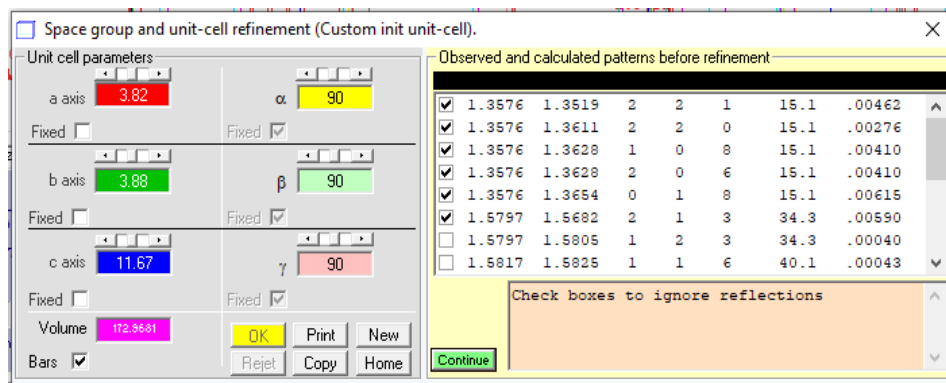 Space group and unit-cell refinement (Custom init unit-cell).
Unit cell parameters
a axis 3.82 α 90
Fixed Fixed
b axis 3.88 β 90
Fixed Fixed
c axis 11.67 γ 90
Fixed Fixed
Volume 172.9681
OK Print New
Bars Rejet Copy Home
Observed and calculated patterns before refinement
1.3576 1.3519 2 2 1 15.1 .00462
1.3576 1.3611 2 2 0 15.1 .00276
1.3576 1.3628 1 0 8 15.1 .00410
1.3576 1.3628 2 0 6 15.1 .00410
1.3576 1.3654 0 1 8 15.1 .00615
1.5797 1.5682 2 1 3 34.3 .00590
1.5797 1.5805 1 2 3 34.3 .00040
1.5817 1.5825 1 1 6 40.1 .00043
Check boxes to ignore reflections
Continue